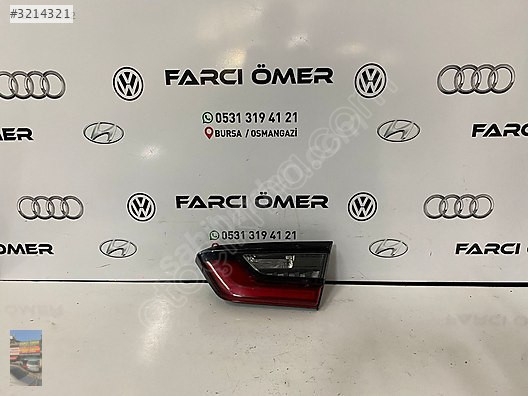 #3214321
FARCI ÖMER
0531 319 41 21
BURSA / OSMANGAZİ
FARCI ÖMER
0531 319 41 21